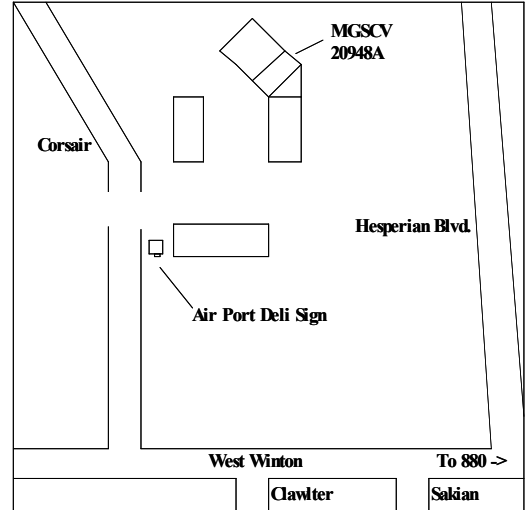 MGSCV
20948A
Corsair
Hesperian Blvd.
Air Port Deli Sign
West Winton
To 880 ->
Clawlter
Sakian